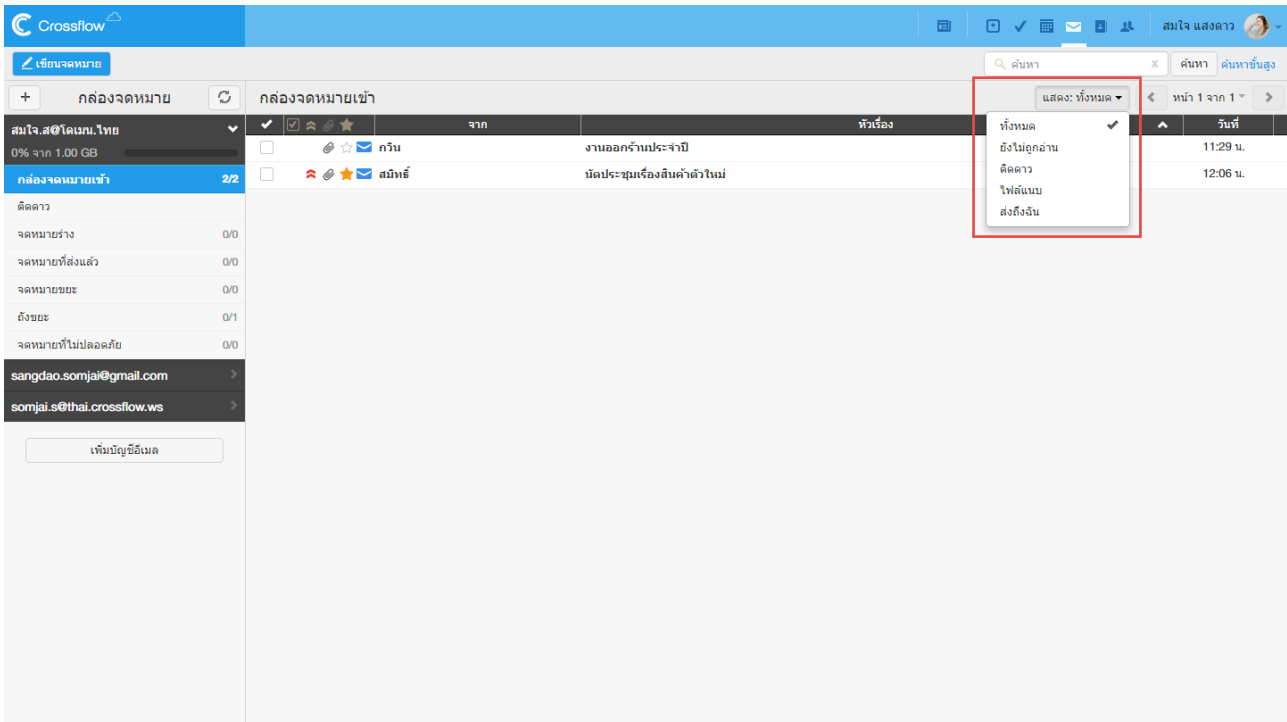 Crossflow
สมใจ แสงดาว
เขียนจดหมาย
ค้นหา
x
ค้นหา
ค้นหาขั้นสูง
+
กล่องจดหมาย
กล่องจดหมายเข้า
แสดง: ทั้งหมด
หน้า 1 จาก 1
สมใจ.ส@โดเมน.ไทย
0% จาก 1.00 GB
จาก
หัวเรื่อง
วันที่
กวิน
งานออกร้านประจำปี
11:29 น.
สมิทธิ์
นัดประชุมเรื่องสินค้าตัวใหม่
12:06 น.
ทั้งหมด
ยังไม่ถูกอ่าน
ติดดาว
ไฟล์แนบ
ส่งถึงฉัน
กล่องจดหมายเข้า 2/2
ติดดาว
จดหมายร่าง 0/0
จดหมายที่ส่งแล้ว 0/0
จดหมายขยะ 0/0
ถังขยะ 0/1
จดหมายที่ไม่ปลอดภัย 0/0
sangdao.somjai@gmail.com
somjai.s@thai.crossflow.ws
เพิ่มบัญชีอีเมล